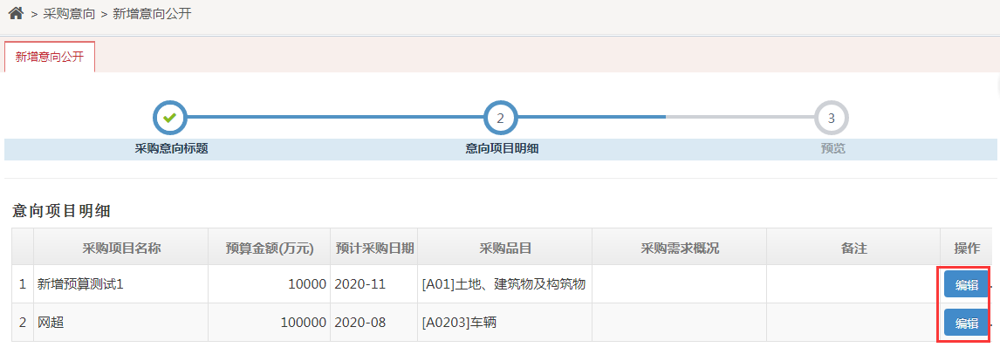 > 采购意向 > 新增意向公开
新增意向公开
2 3
采购意向标题 意向项目明细 预览
意向项目明细
采购项目名称 预算金额(万元) 预计采购日期 采购品目 采购需求概况 备注 操作
1 新增预算测试1 10000 2020-11 [A01]土地、建筑物及构筑物 编辑
2 网超 100000 2020-08 [A0203]车辆 编辑